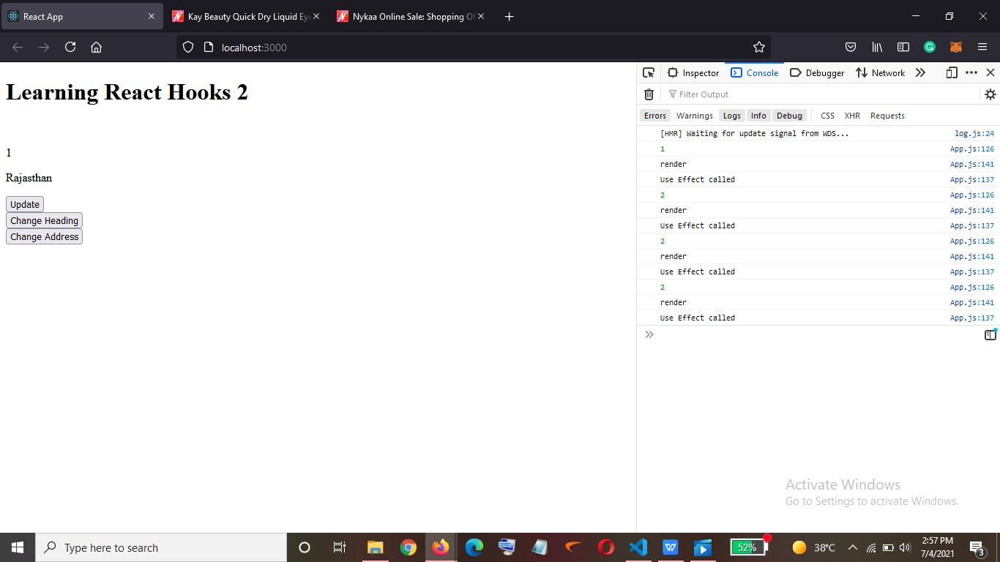 React App
Kay Beauty Quick Dry Liquid Eye
Nykaa Online Sale: Shopping Of
localhost:3000
Learning React Hooks 2
1
Rajasthan
Update
Change Heading
Change Address
Inspector Console Debugger Network
Filter Output
Errors Warnings Logs Info Debug CSS XHR Requests
[HMR] Waiting for update signal from WDS... log.js:24
1 App.js:126
render App.js:141
Use Effect called App.js:137
2 App.js:126
render App.js:141
Use Effect called App.js:137
2 App.js:126
render App.js:141
Use Effect called App.js:137
2 App.js:126
render App.js:141
Use Effect called App.js:137
Activate Windows
Go to Settings to activate Windows.
Type here to search
52%
38°C
2:57 PM
7/4/2021
3